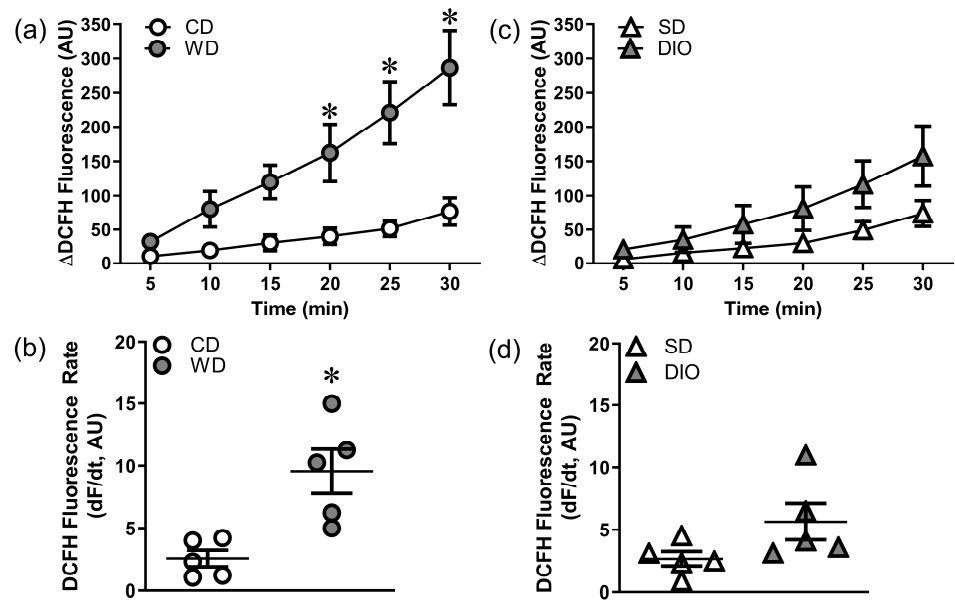 (a)
ΔDCFH Fluorescence (AU)
350
300
250
200
150
100
50
0
CD
WD
*
*
*
5 10 15 20 25 30
Time (min)
(c)
ΔDCFH Fluorescence (AU)
350
300
250
200
150
100
50
0
SD
DIO
5 10 15 20 25 30
Time (min)
(b)
DCFH Fluorescence Rate
(dF/dt, AU)
20
15
10
5
0
CD
WD
*
(d)
DCFH Fluorescence Rate
(dF/dt, AU)
20
15
10
5
0
SD
DIO